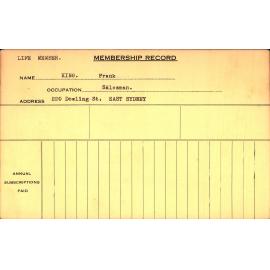 LIFE MEMBER. MEMBERSHIP RECORD
NAME KING. Frank
OCCUPATION Salesman.
ADDRESS 220 Dowling St. EAST SYDNEY
ANNUAL
SUBSCRIPTIONS
PAID